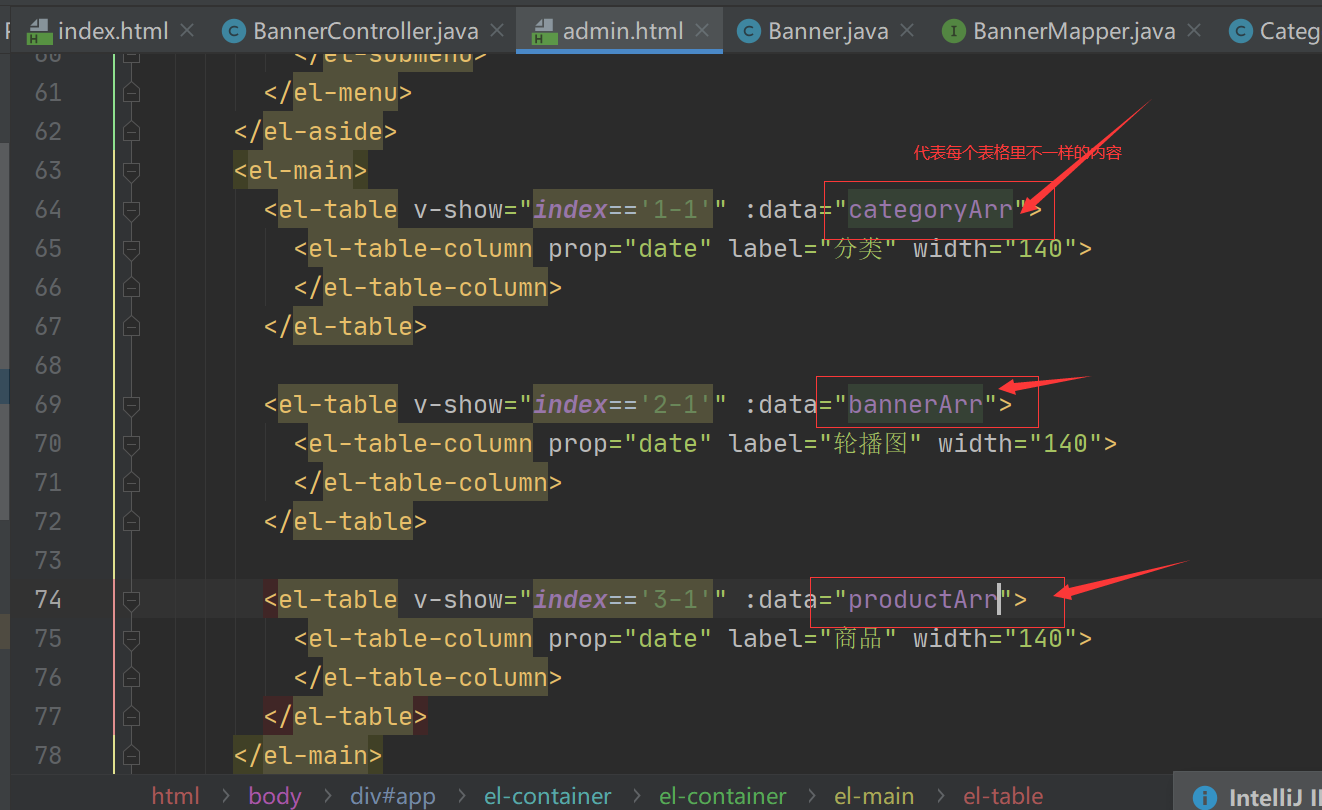 index.html BannerController.java admin.html Banner.java BannerMapper.java Categ
60 </el-submenu>
61 </el-menu>
62 </el-aside>
代表每个表格里不一样的内容
63 <el-main>
64 <el-table v-show="index=='1-1'" :data="categoryArr">
65 <el-table-column prop="date" label="分类" width="140">
66 </el-table-column>
67 </el-table>
68
69 <el-table v-show="index=='2-1'" :data="bannerArr">
70 <el-table-column prop="date" label="轮播图" width="140">
71 </el-table-column>
72 </el-table>
73
74 <el-table v-show="index=='3-1'" :data="productArr">
75 <el-table-column prop="date" label="商品" width="140">
76 </el-table-column>
77 </el-table>
78 </el-main>
html body div#app el-container el-container el-main el-table
IntelliJ I